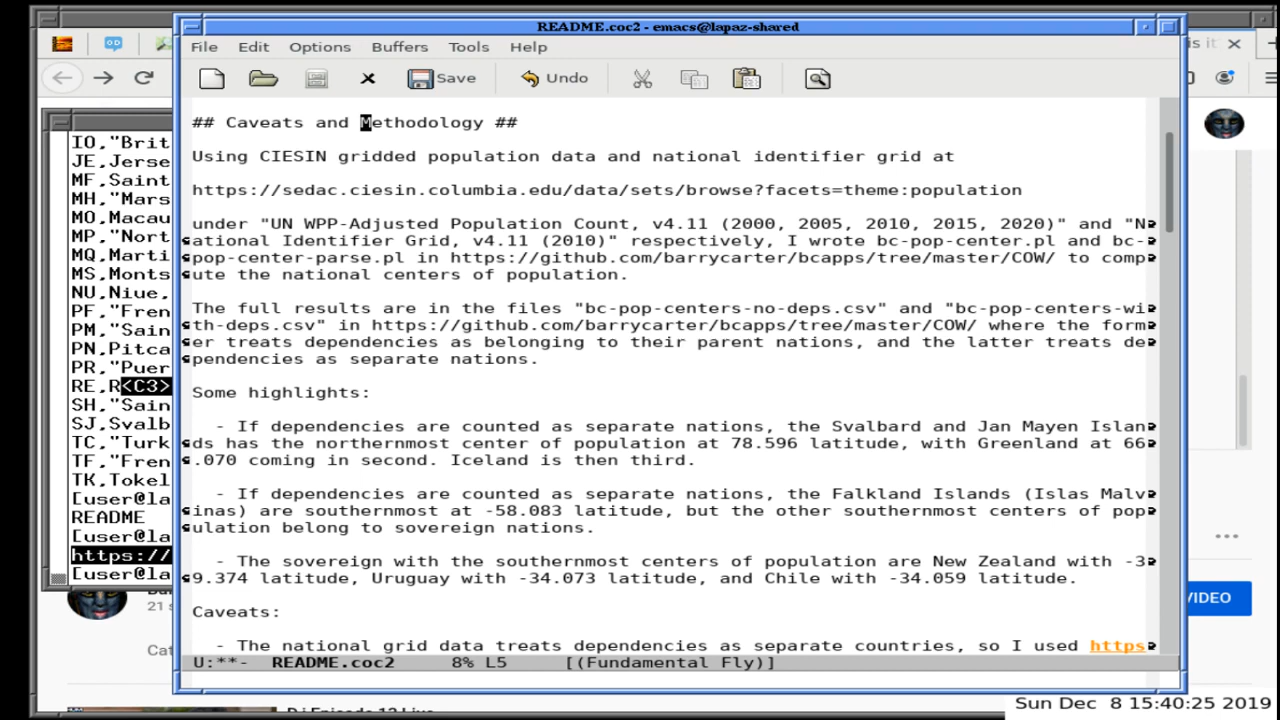 README.coc2 - emacs@lapaz-shared
File Edit Options Buffers Tools Help
Save Undo
## Caveats and Methodology ##
Using CIESIN gridded population data and national identifier grid at
https://sedac.ciesin.columbia.edu/data/sets/browse?facets=theme:population
under "UN WPP-Adjusted Population Count, v4.11 (2000, 2005, 2010, 2015, 2020)" and "N
ational Identifier Grid, v4.11 (2010)" respectively, I wrote bc-pop-center.pl and bc-
pop-center-parse.pl in https://github.com/barrycarter/bcapps/tree/master/COW/ to comp
ute the national centers of population.
The full results are in the files "bc-pop-centers-no-deps.csv" and "bc-pop-centers-wi
th-deps.csv" in https://github.com/barrycarter/bcapps/tree/master/COW/ where the form
er treats dependencies as belonging to their parent nations, and the latter treats de
pendencies as separate nations.
Some highlights:
- If dependencies are counted as separate nations, the Svalbard and Jan Mayen Islan
ds has the northernmost center of population at 78.596 latitude, with Greenland at 66
.070 coming in second. Iceland is then third.
- If dependencies are counted as separate nations, the Falkland Islands (Islas Malv
inas) are southernmost at -58.083 latitude, but the other southernmost centers of pop
ulation belong to sovereign nations.
- The sovereign with the southernmost centers of population are New Zealand with -3
9.374 latitude, Uruguay with -34.073 latitude, and Chile with -34.059 latitude.
Caveats:
- The national grid data treats dependencies as separate countries, so I used https
U:**- README.coc2 8% L5 [(Fundamental Fly)]
IO,"Brit
JE,Jerse
MF,Saint
MH,"Mars
MO,Macau
MP,"Nort
MQ,Marti
MS,Monts
NU,Niue,
PF,"Fren
PM,"Sain
PN,Pitca
PR,"Puer
RE,R<C3>
SH,"Sain
SJ,Svalb
TC,"Turk
TF,"Fren
TK,Tokel
[user@la
README
[user@la
https://
[user@la
is it
VIDEO
21 s
Cat
Sun Dec 8 15:40:25 2019